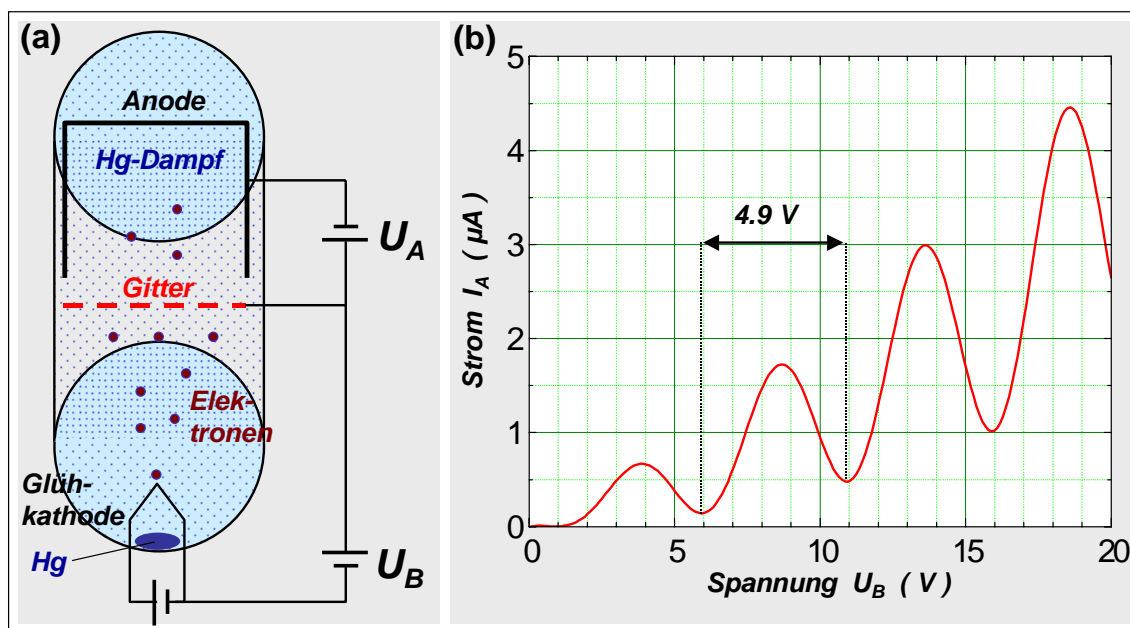 (a)
Anode
Hg-Dampf
U_A
Gitter
Elek-
tronen
Glüh-
kathode
Hg
U_B
(b)
Strom I_A ( µA )
5
4
3
2
1
0
4.9 V
0 5 10 15 20
Spannung U_B ( V )